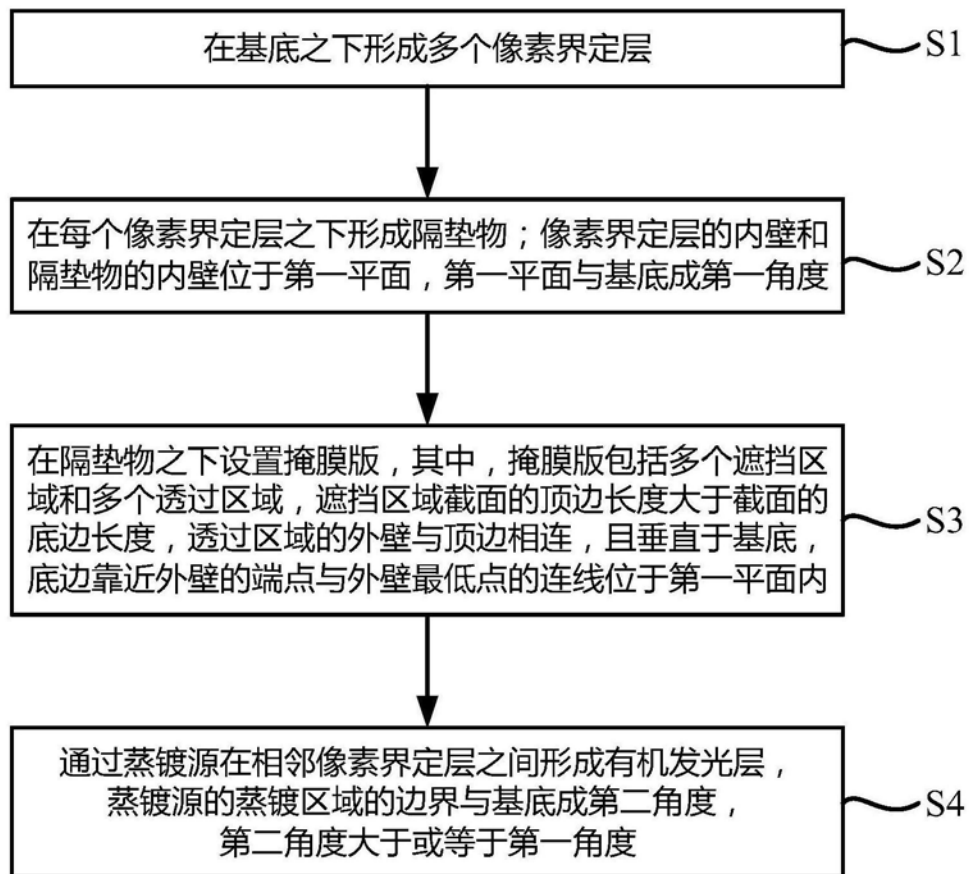 在基底之下形成多个像素界定层
S1
在每个像素界定层之下形成隔垫物；像素界定层的内壁和
隔垫物的内壁位于第一平面，第一平面与基底成第一角度
S2
在隔垫物之下设置掩膜版，其中，掩膜版包括多个遮挡区
域和多个透过区域，遮挡区域截面的顶边长度大于截面的
底边长度，透过区域的外壁与顶边相连，且垂直于基底，
底边靠近外壁的端点与外壁最低点的连线位于第一平面内
S3
通过蒸镀源在相邻像素界定层之间形成有机发光层，
蒸镀源的蒸镀区域的边界与基底成第二角度，
第二角度大于或等于第一角度
S4